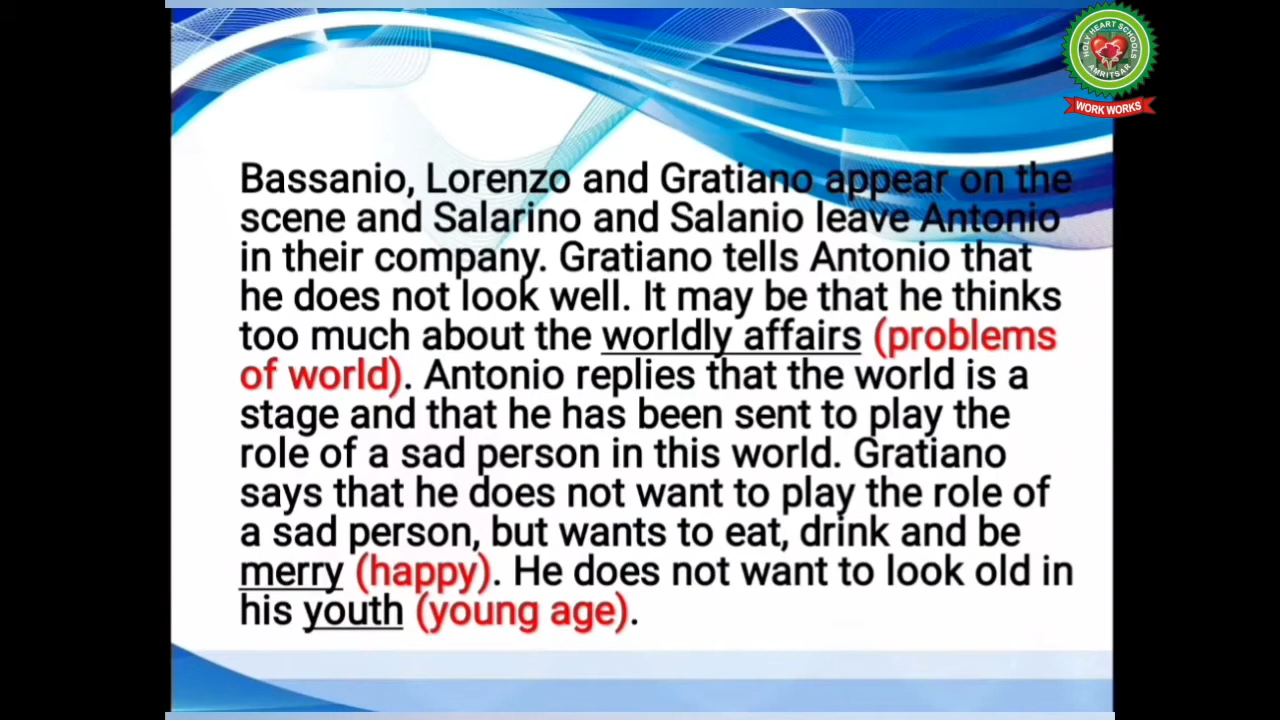 HOLY HEART SCHOOLS
AMRITSAR
WORK WORKS
Bassanio, Lorenzo and Gratiano appear on the
scene and Salarino and Salanio leave Antonio
in their company. Gratiano tells Antonio that
he does not look well. It may be that he thinks
too much about the worldly affairs (problems
of world). Antonio replies that the world is a
stage and that he has been sent to play the
role of a sad person in this world. Gratiano
says that he does not want to play the role of
a sad person, but wants to eat, drink and be
merry (happy). He does not want to look old in
his youth (young age).